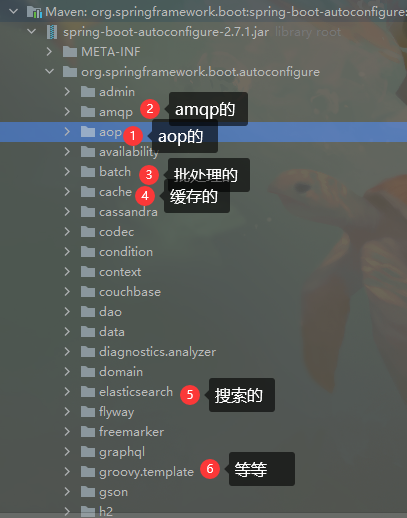 Maven: org.springframework.boot:spring-boot-autoconfigure:
spring-boot-autoconfigure-2.7.1.jar library root
META-INF
org.springframework.boot.autoconfigure
admin
amqp 2 amqp的
aop 1 aop的
availability
batch 3 批处理的
cache 4 缓存的
cassandra
codec
condition
context
couchbase
dao
data
diagnostics.analyzer
domain
elasticsearch 5 搜索的
flyway
freemarker
graphql
groovy.template 6 等等
gson
h2